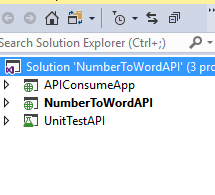 Search Solution Explorer (Ctrl+;)
Solution 'NumberToWordAPI' (3 pro
APIConsumeApp
NumberToWordAPI
UnitTestAPI